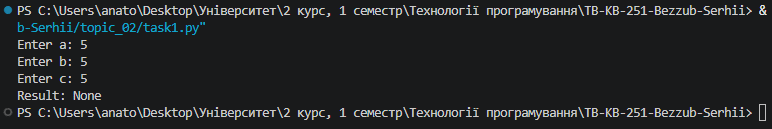 PS C:\Users\anato\Desktop\Університет\2 курс, 1 семестр\Технології програмування\TB-KB-251-Bezzub-Serhii> &
b-Serhii/topic_02/task1.py"
Enter a: 5
Enter b: 5
Enter c: 5
Result: None
PS C:\Users\anato\Desktop\Університет\2 курс, 1 семестр\Технології програмування\TB-KB-251-Bezzub-Serhii>